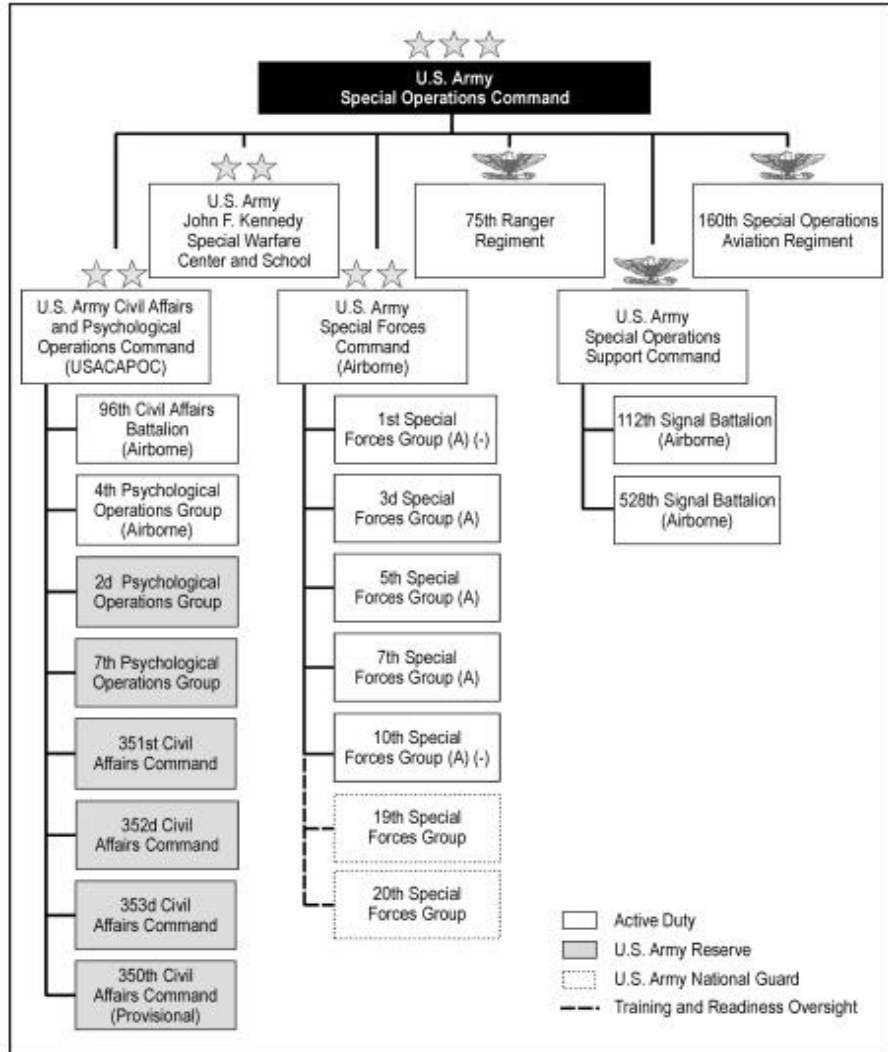 U.S. Army
Special Operations Command
U.S. Army
John F. Kennedy
Special Warfare
Center and School
75th Ranger
Regiment
160th Special Operations
Aviation Regiment
U.S. Army Civil Affairs
and Psychological
Operations Command
(USACAPOC)
U.S. Army
Special Forces
Command
(Airborne)
U.S. Army
Special Operations
Support Command
96th Civil Affairs
Battalion
(Airborne)
4th Psychological
Operations Group
(Airborne)
2d Psychological
Operations Group
7th Psychological
Operations Group
351st Civil
Affairs Command
352d Civil
Affairs Command
353d Civil
Affairs Command
350th Civil
Affairs Command
(Provisional)
1st Special
Forces Group (A) (-)
3d Special
Forces Group (A)
5th Special
Forces Group (A)
7th Special
Forces Group (A)
10th Special
Forces Group (A) (-)
19th Special
Forces Group
20th Special
Forces Group
112th Signal Battalion
(Airborne)
528th Signal Battalion
(Airborne)
Active Duty
U.S. Army Reserve
U.S. Army National Guard
Training and Readiness Oversight